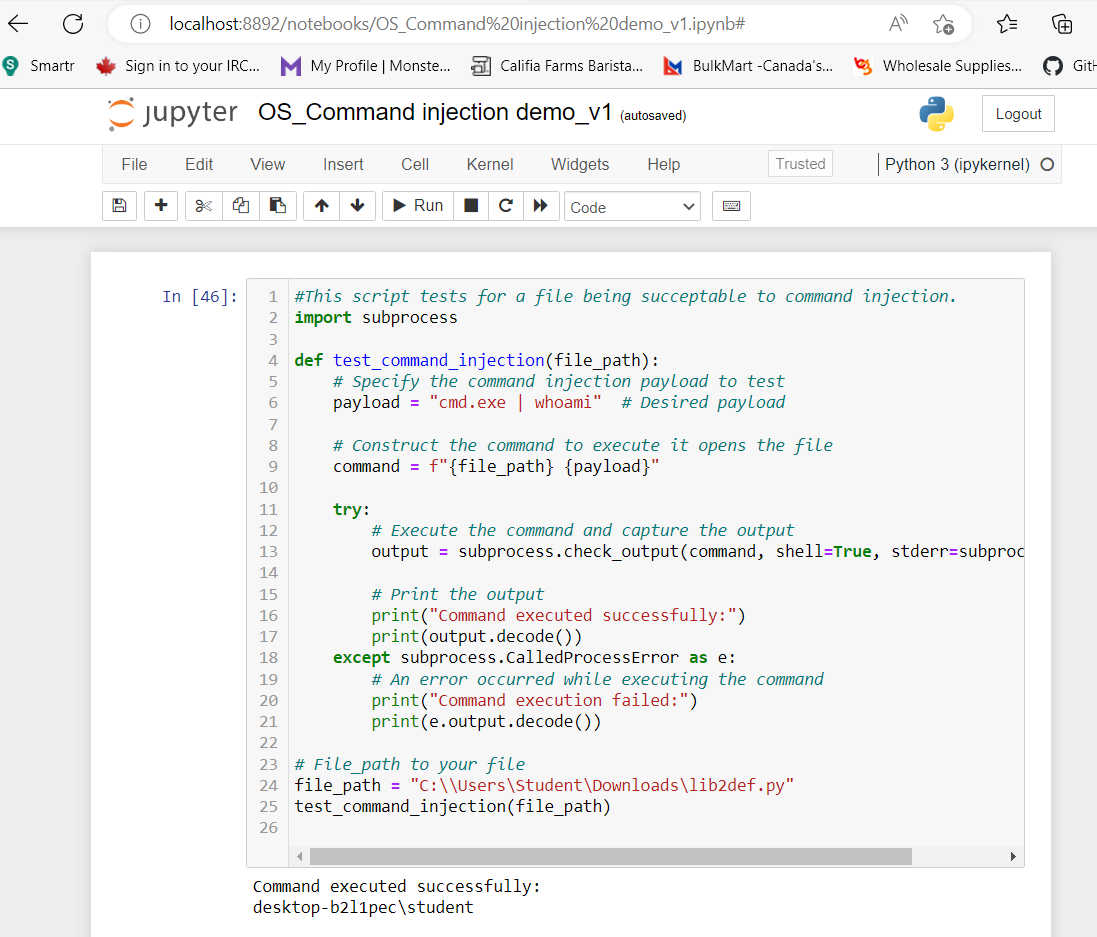 localhost:8892/notebooks/OS_Command%20injection%20demo_v1.ipynb#
Smartr Sign in to your IRC... My Profile | Monste... Califia Farms Barista... BulkMart -Canada's... Wholesale Supplies... GitH
jupyter OS_Command injection demo_v1 (autosaved) Logout
File Edit View Insert Cell Kernel Widgets Help Trusted Python 3 (ipykernel)
Run Code
In [46]:
1 #This script tests for a file being succeptable to command injection.
2 import subprocess
3
4 def test_command_injection(file_path):
5     # Specify the command injection payload to test
6     payload = "cmd.exe | whoami"  # Desired payload
7
8     # Construct the command to execute it opens the file
9     command = f"{file_path} {payload}"
10
11     try:
12         # Execute the command and capture the output
13         output = subprocess.check_output(command, shell=True, stderr=subproc
14
15         # Print the output
16         print("Command executed successfully:")
17         print(output.decode())
18     except subprocess.CalledProcessError as e:
19         # An error occurred while executing the command
20         print("Command execution failed:")
21         print(e.output.decode())
22
23 # File_path to your file
24 file_path = "C:\\Users\Student\Downloads\lib2def.py"
25 test_command_injection(file_path)
26
Command executed successfully:
desktop-b2l1pec\student